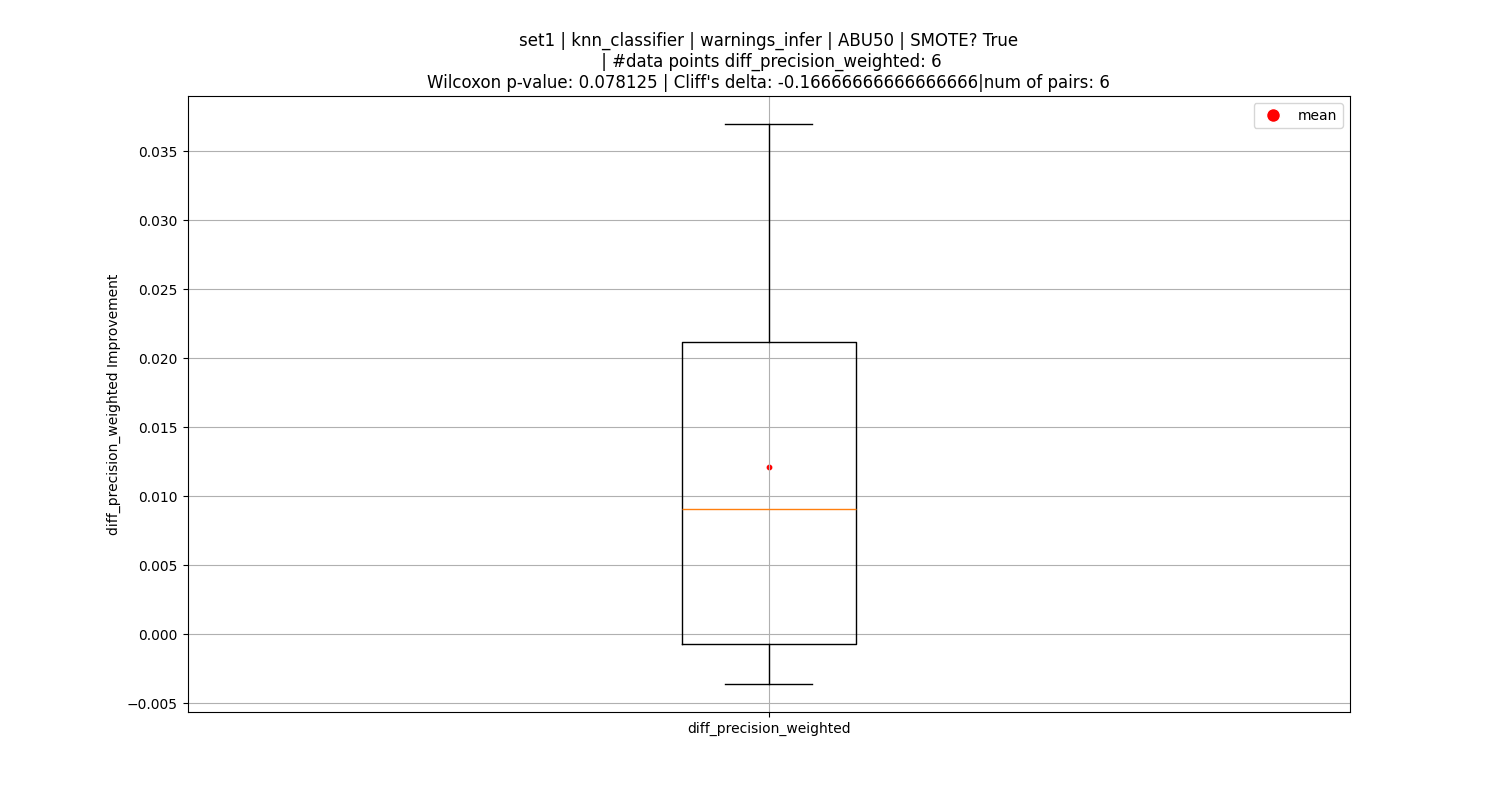 set1 | knn_classifier | warnings_infer | ABU50 | SMOTE? True
| #data points diff_precision_weighted: 6
Wilcoxon p-value: 0.078125 | Cliff's delta: -0.16666666666666666|num of pairs: 6
mean
0.035
0.030
0.025
0.020
0.015
0.010
0.005
0.000
−0.005
diff_precision_weighted Improvement
diff_precision_weighted